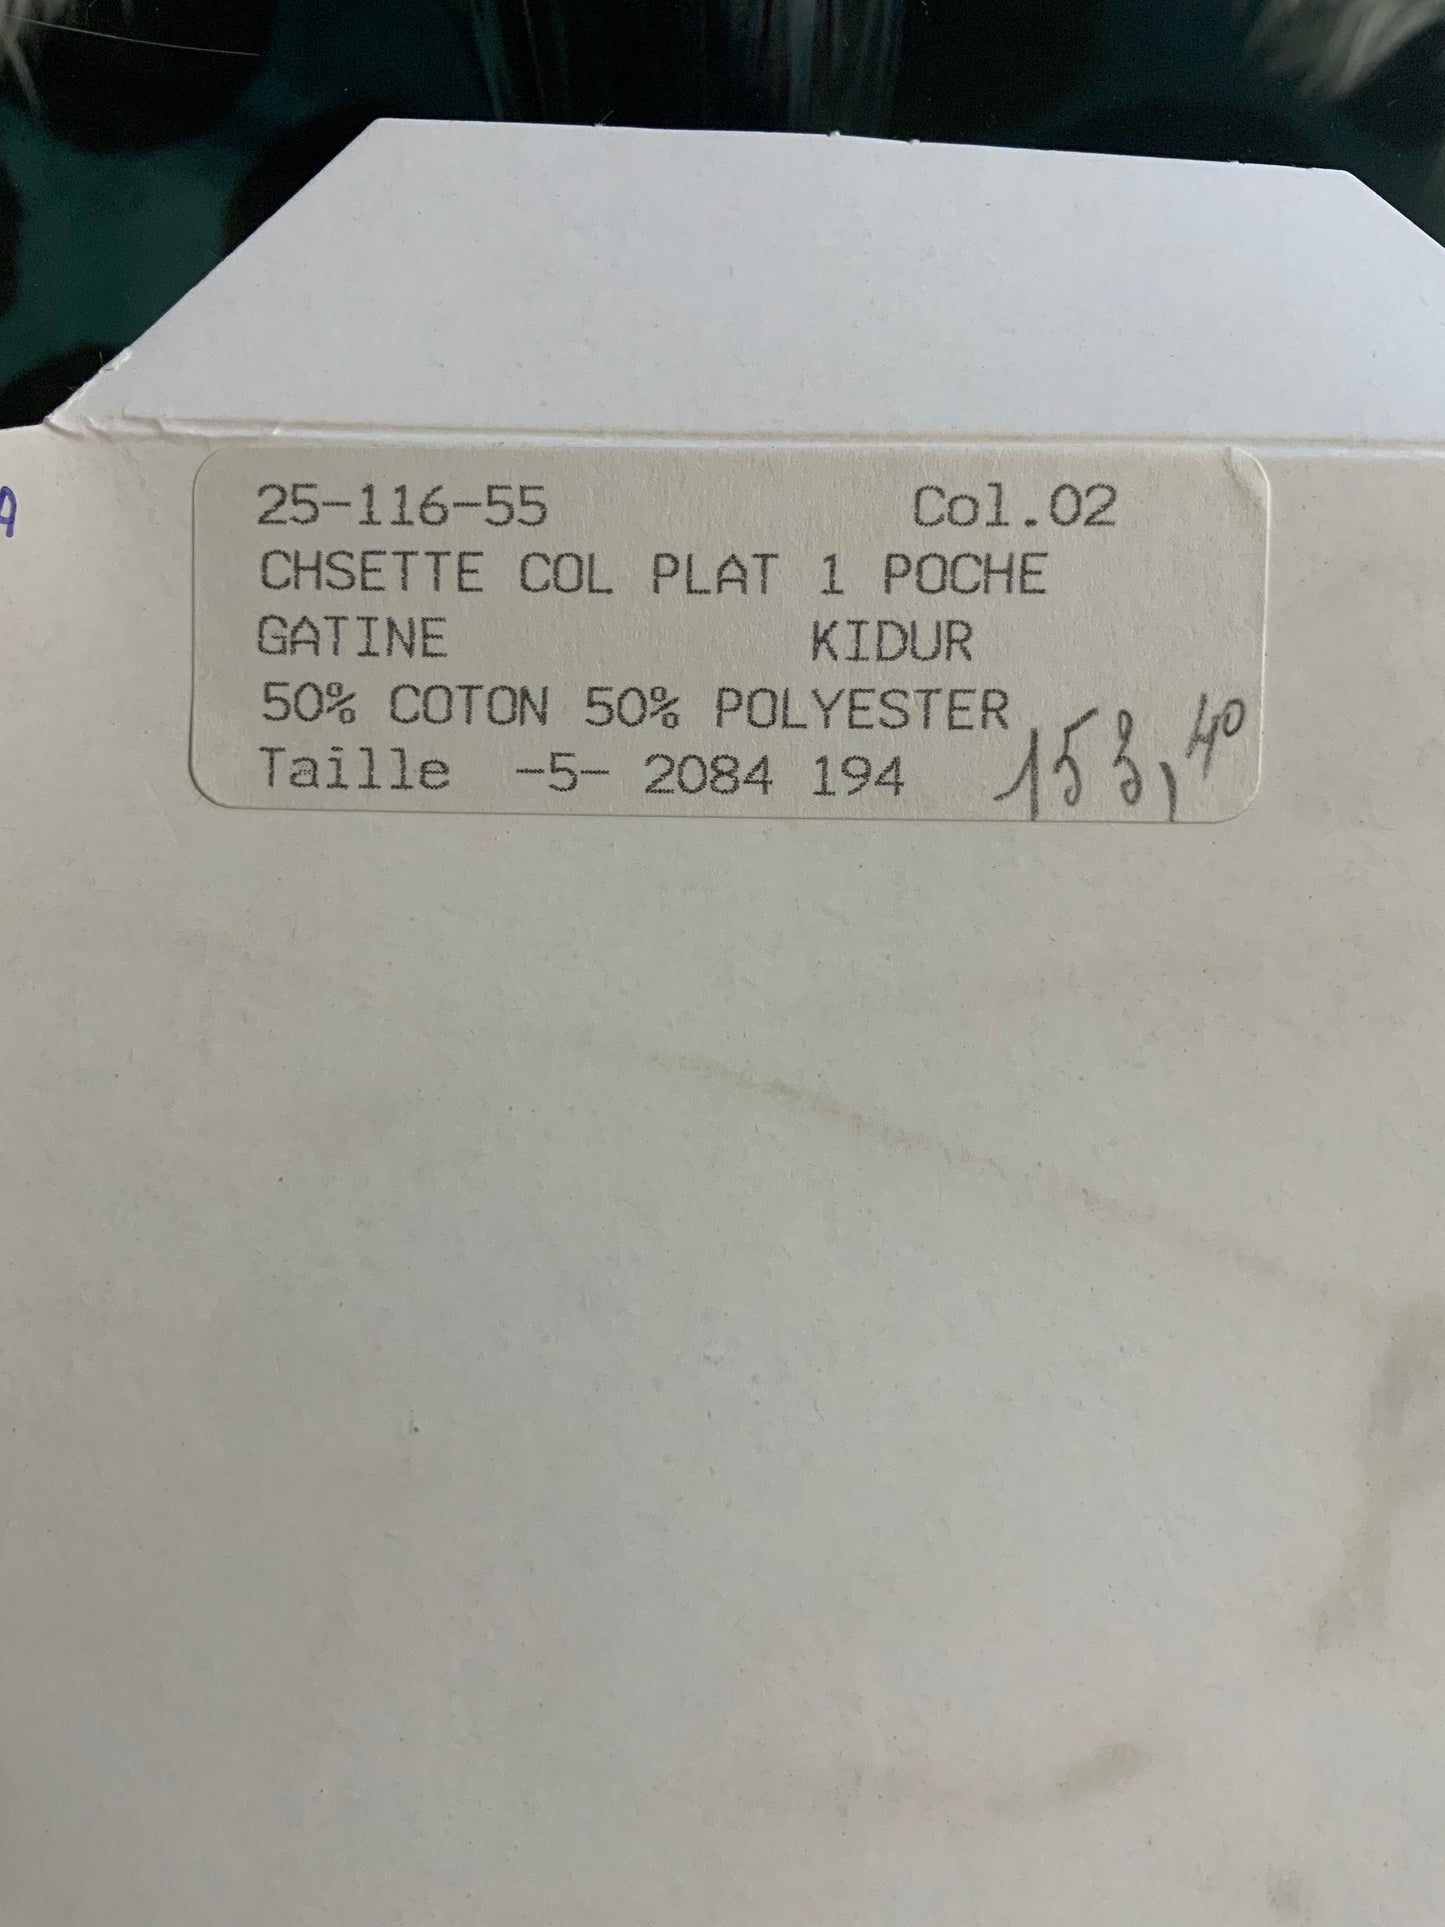 25-116-55 Col.02
CHSETTE COL PLAT 1 POCHE
GATINE KIDUR
50% COTON 50% POLYESTER
Taille -5- 2084 194 153,40